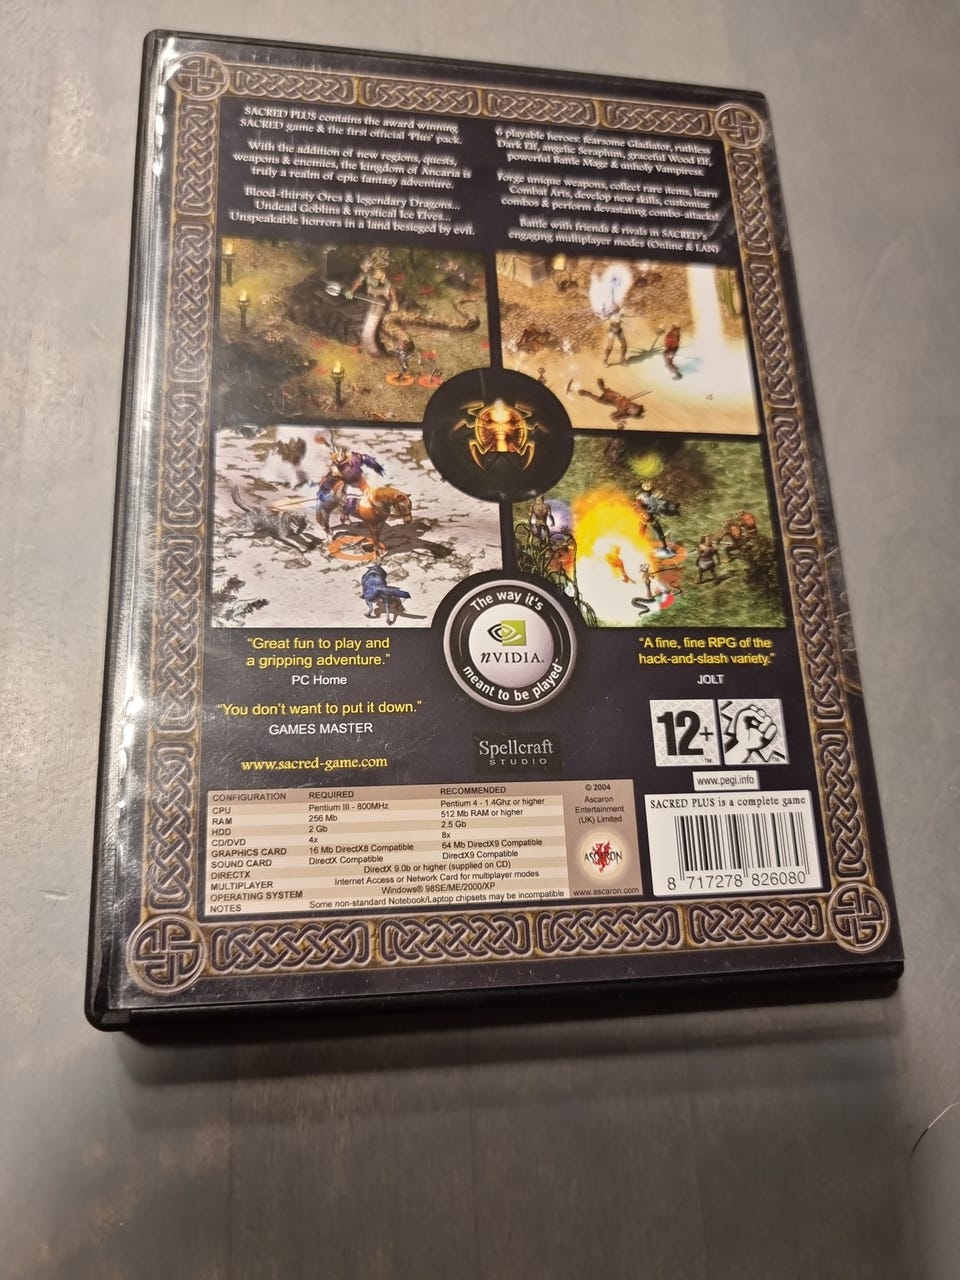 SACRED PLUS contains the award winning
SACRED game & the first official 'Plus' pack.
With the addition of new regions, quests,
weapons & enemies, the kingdom of Ancaria is
truly a realm of epic fantasy adventure.
Blood-thirsty Orcs & legendary Dragons...
Undead Goblins & mystical Ice Elves...
Unspeakable horrors in a land besieged by evil.
6 playable heroes: fearsome Gladiator, ruthless
Dark Elf, angelic Seraphim, graceful Wood Elf,
powerful Battle Mage & unholy Vampiress
Forge unique weapons, collect rare items, learn
Combat Arts, develop new skills, customise
combos & perform devastating combo-attacks!
Battle with friends & rivals in SACRED's
engaging multiplayer modes (Online & LAN)
The way it's
nVIDIA.
meant to be played™
"Great fun to play and
a gripping adventure."
PC Home
"You don't want to put it down."
GAMES MASTER
www.sacred-game.com
"A fine, fine RPG of the
hack-and-slash variety."
JOLT
Spellcraft
STUDIO
12+
™ ™
www.pegi.info
CONFIGURATION REQUIRED RECOMMENDED
CPU Pentium III - 800MHz Pentium 4 - 1.4Ghz or higher
RAM 256 Mb 512 Mb RAM or higher
HDD 2 Gb 2.5 Gb
CD/DVD 4x 8x
GRAPHICS CARD 16 Mb DirectX8 Compatible 64 Mb DirectX9 Compatible
SOUND CARD DirectX Compatible DirectX9 Compatible
DIRECTX DirectX 9.0b or higher (supplied on CD)
MULTIPLAYER Internet Access or Network Card for multiplayer modes
OPERATING SYSTEM Windows® 98SE/ME/2000/XP
NOTES Some non-standard Notebook/Laptop chipsets may be incompatible
© 2004
Ascaron
Entertainment
(UK) Limited
ASCARON
www.ascaron.com
SACRED PLUS is a complete game
8 717278 826080